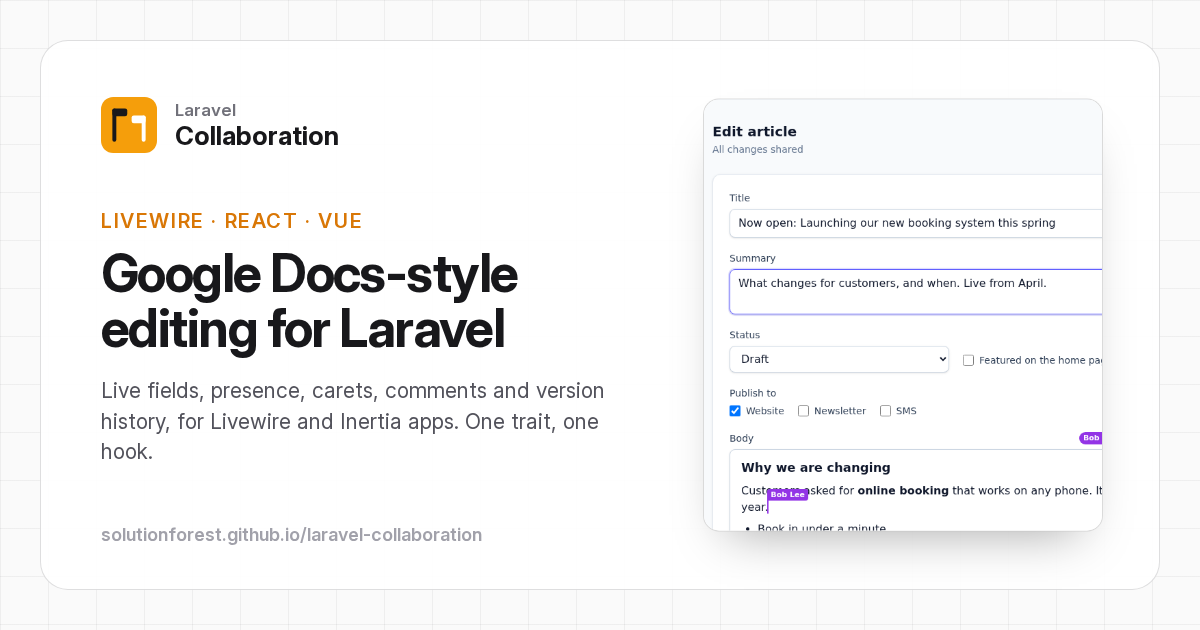 Laravel
Collaboration
LIVEWIRE · REACT · VUE
Google Docs-style
editing for Laravel
Live fields, presence, carets, comments and version
history, for Livewire and Inertia apps. One trait, one
hook.
solutionforest.github.io/laravel-collaboration
Edit article
All changes shared
Title
Now open: Launching our new booking system this spring
Summary
What changes for customers, and when. Live from April.
Status
Draft
Featured on the home
Publish to
Website Newsletter SMS
Body
Bob
Why we are changing
asked for online booking that works on any phone. It
Bob Lee
year.
• Book in under a minute